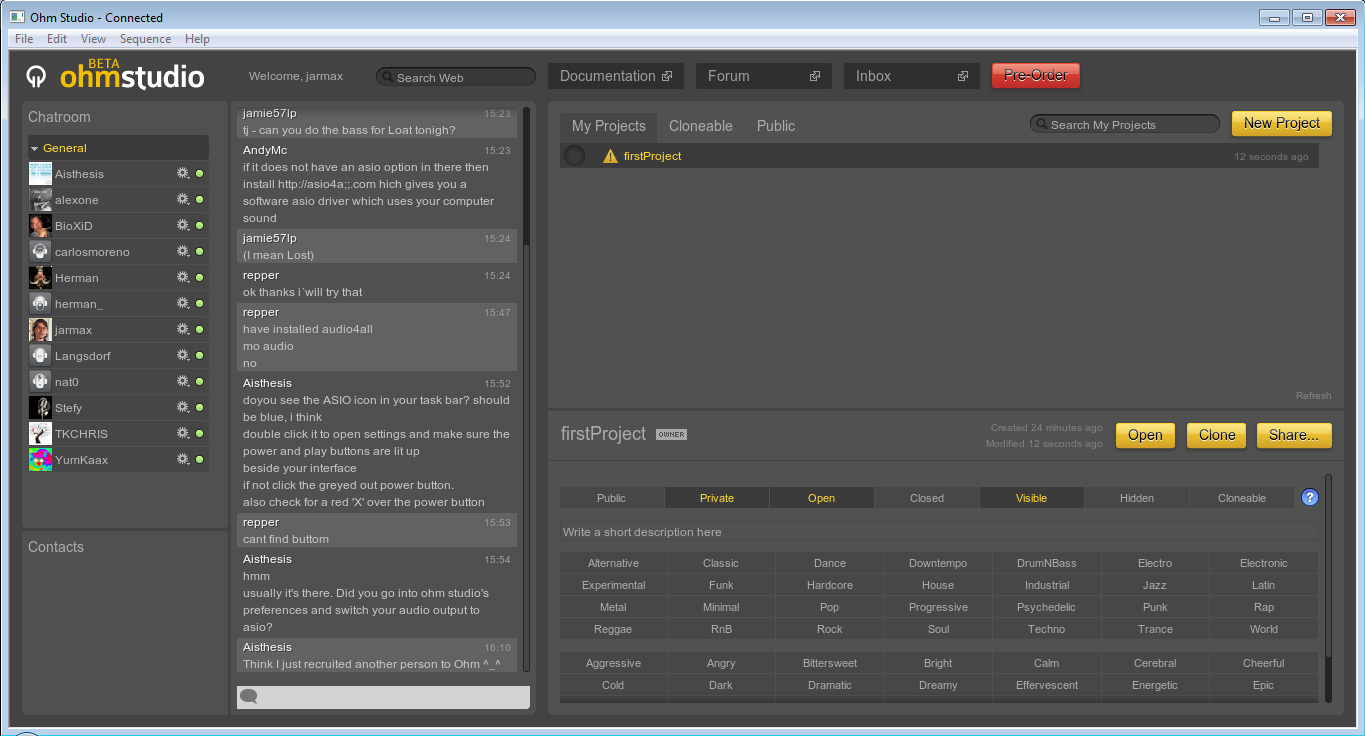 Ohm Studio - Connected
File Edit View Sequence Help
BETA
ohmstudio
Welcome, jarmax
Search Web
Documentation
Forum
Inbox
Pre-Order
Chatroom
General
Aisthesis
alexone
BioXiD
carlosmoreno
Herman
herman_
jarmax
Langsdorf
nat0
Stefy
TKCHRIS
YumKaax
Contacts
jamie57lp 15:23
tj - can you do the bass for Loat tonigh?
AndyMc 15:23
if it does not have an asio option in there then
install http://asio4a;;.com hich gives you a
software asio driver which uses your computer
sound
jamie57lp 15:24
(I mean Lost)
repper 15:24
ok thanks i´will try that
repper 15:47
have installed audio4all
mo audio
no
Aisthesis 15:52
doyou see the ASIO icon in your task bar? should
be blue, i think
double click it to open settings and make sure the
power and play buttons are lit up
beside your interface
if not click the greyed out power button.
also check for a red 'X' over the power button
repper 15:53
cant find buttom
Aisthesis 15:54
hmm
usually it's there. Did you go into ohm studio's
preferences and switch your audio output to
asio?
Aisthesis 16:10
Think I just recruited another person to Ohm ^_^
My Projects Cloneable Public
Search My Projects
New Project
firstProject 12 seconds ago
Refresh
firstProject OWNER
Created 24 minutes ago
Modified 12 seconds ago
Open Clone Share...
Public Private Open Closed Visible Hidden Cloneable ?
Write a short description here
Alternative Classic Dance Downtempo DrumNBass Electro Electronic
Experimental Funk Hardcore House Industrial Jazz Latin
Metal Minimal Pop Progressive Psychedelic Punk Rap
Reggae RnB Rock Soul Techno Trance World
Aggressive Angry Bittersweet Bright Calm Cerebral Cheerful
Cold Dark Dramatic Dreamy Effervescent Energetic Epic